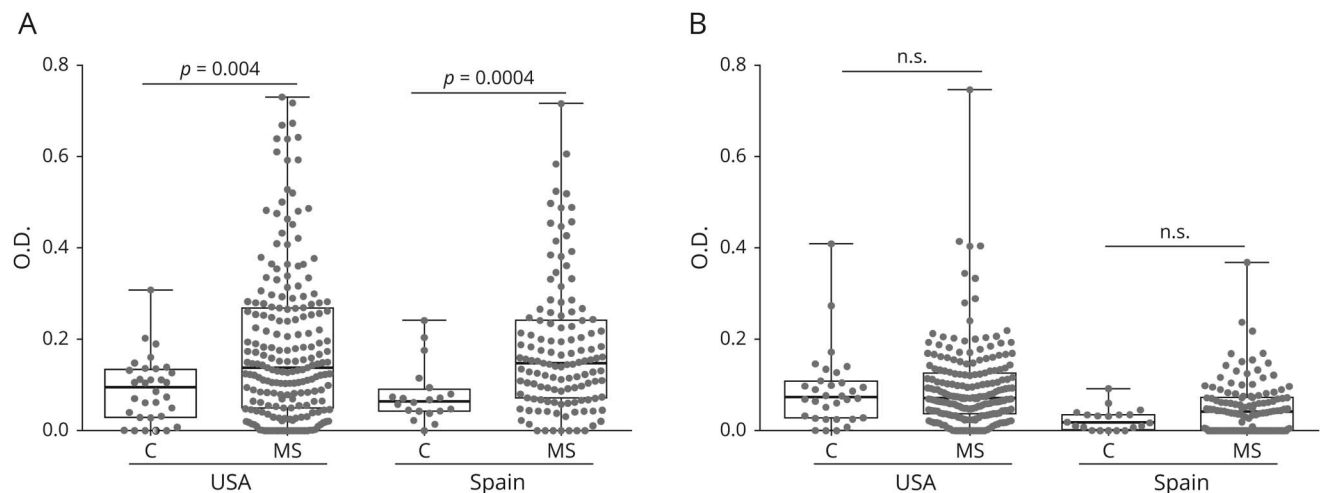 A
O.D.
0.8
0.6
0.4
0.2
0.0
p = 0.004
p = 0.0004
C MS C MS
USA Spain
B
O.D.
0.8
0.6
0.4
0.2
0.0
n.s.
n.s.
C MS C MS
USA Spain